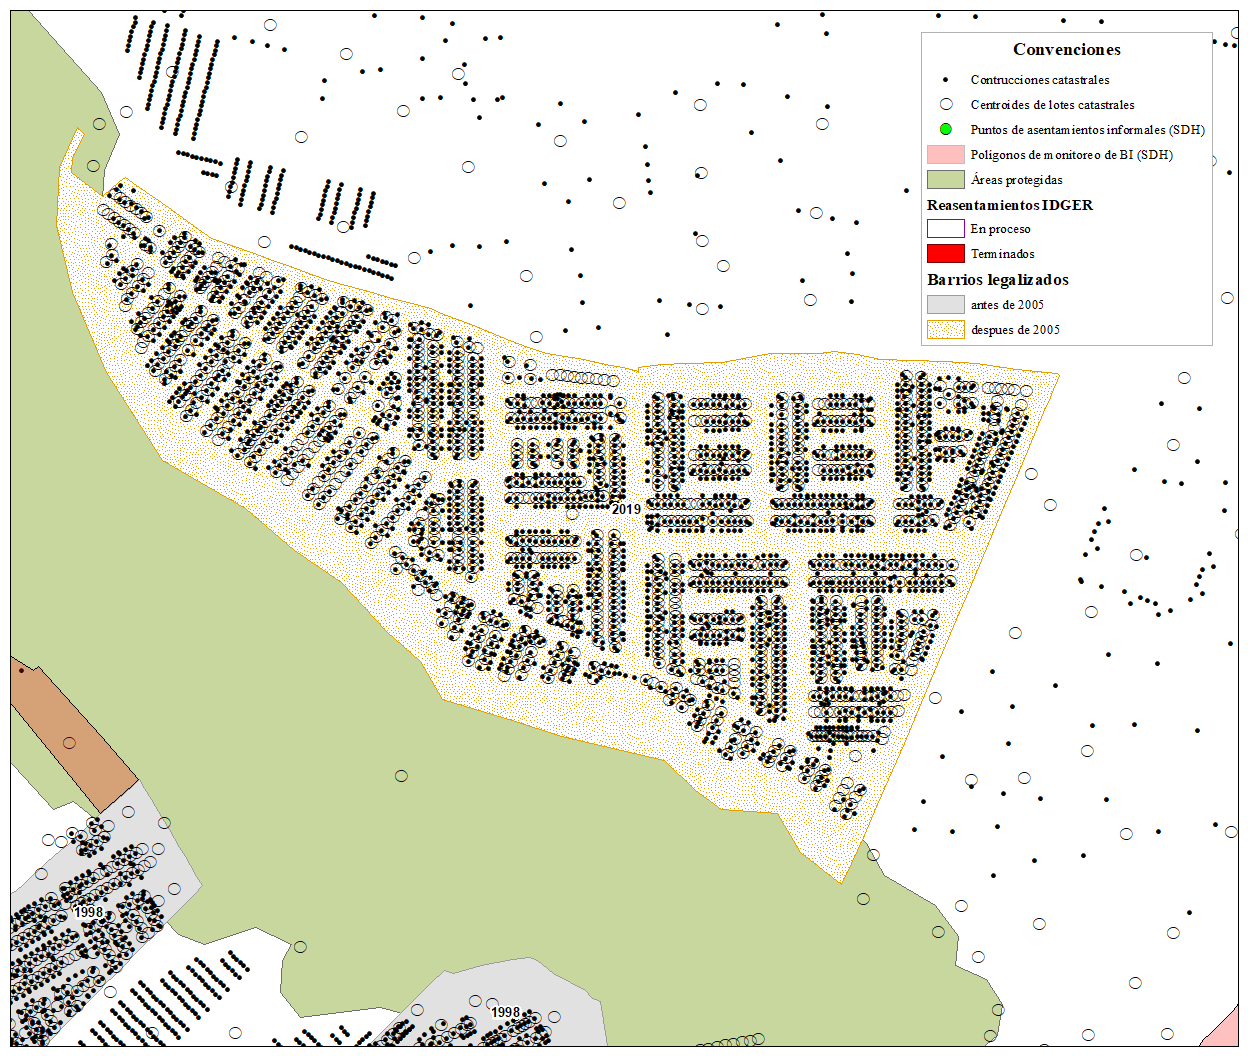 Convenciones
Contrucciones catastrales
Centroides de lotes catastrales
Puntos de asentamientos informales (SDH)
Polígonos de monitoreo de BI (SDH)
Áreas protegidas
Reasentamientos IDGER
En proceso
Terminados
Barrios legalizados
antes de 2005
despues de 2005
2019
1998
1998